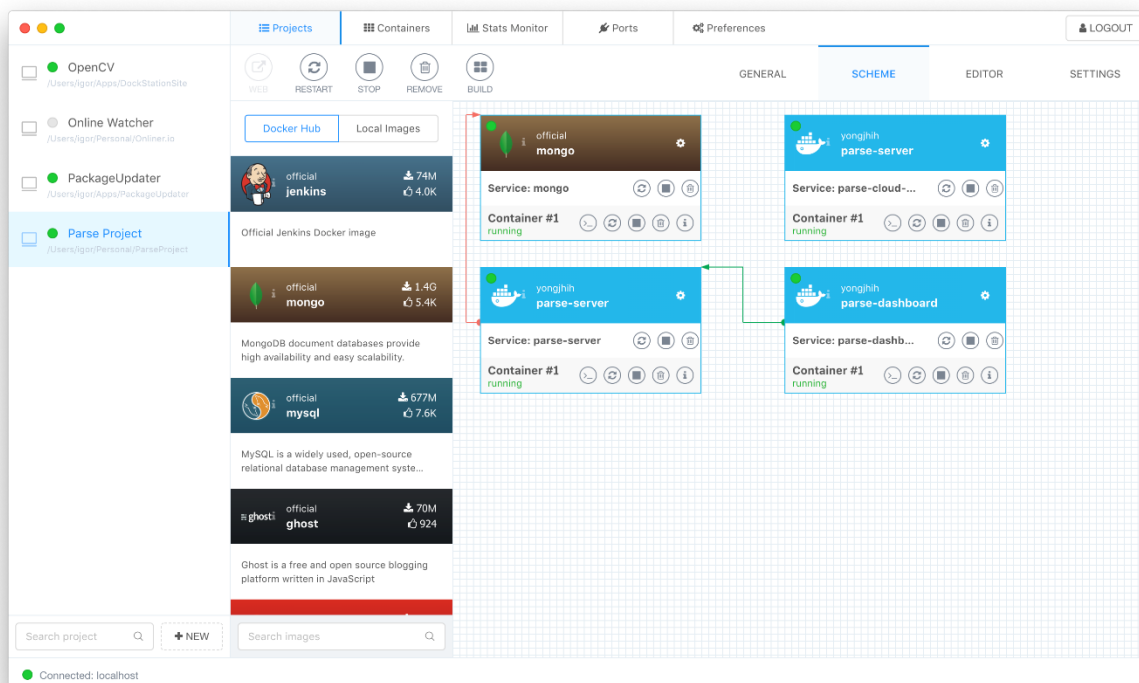 Projects
Containers
Stats Monitor
Ports
Preferences
LOGOUT
OpenCV
/Users/igor/Apps/DockStationSite
Online Watcher
/Users/igor/Personal/Onliner.io
PackageUpdater
/Users/igor/Apps/PackageUpdater
Parse Project
/Users/igor/Personal/ParseProject
WEB
RESTART
STOP
REMOVE
BUILD
GENERAL
SCHEME
EDITOR
SETTINGS
Docker Hub
Local Images
official
jenkins
74M
4.0K
Official Jenkins Docker image
official
mongo
1.4G
5.4K
MongoDB document databases provide
high availability and easy scalability.
official
mysql
677M
7.6K
MySQL is a widely used, open-source
relational database management syste...
ghost
official
ghost
70M
924
Ghost is a free and open source blogging
platform written in JavaScript
official
mongo
Service: mongo
Container #1
running
yongjhih
parse-server
Service: parse-cloud-...
Container #1
running
yongjhih
parse-server
Service: parse-server
Container #1
running
yongjhih
parse-dashboard
Service: parse-dashb...
Container #1
running
Search project
NEW
Search images
Connected: localhost